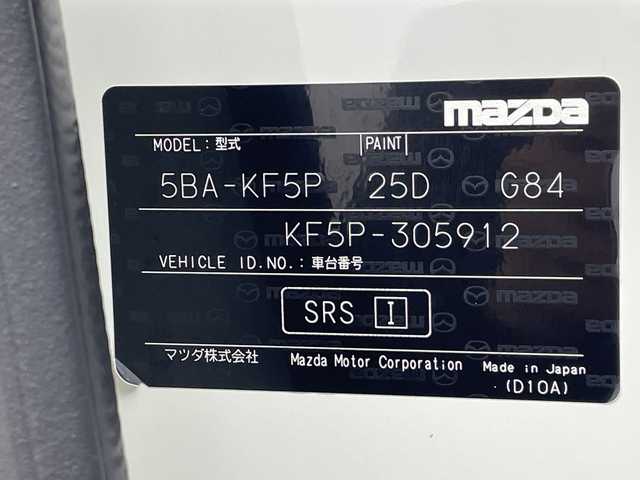 mazda
MODEL:型式 PAINT
5BA-KF5P 25D G84
KF5P-305912
VEHICLE ID.NO.:車台番号
SRS I
マツダ株式会社 Mazda Motor Corporation Made in Japan
(D10A)